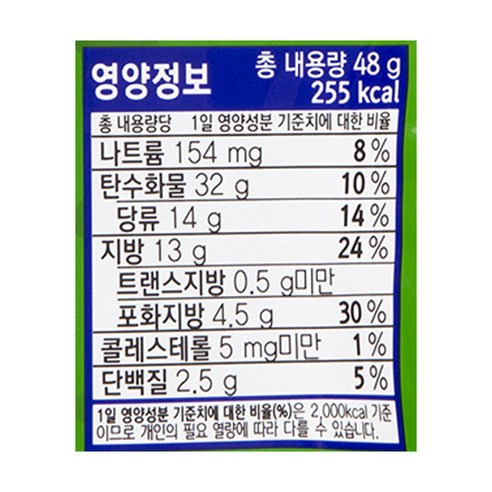 영양정보 총 내용량 48 g
255 kcal
총 내용량당 1일 영양성분 기준치에 대한 비율
나트륨 154 mg 8%
탄수화물 32 g 10%
당류 14 g 14%
지방 13 g 24%
트랜스지방 0.5 g미만
포화지방 4.5 g 30%
콜레스테롤 5 mg미만 1%
단백질 2.5 g 5%
1일 영양성분 기준치에 대한 비율(%)은 2,000kcal 기준
이므로 개인의 필요 열량에 따라 다를 수 있습니다.